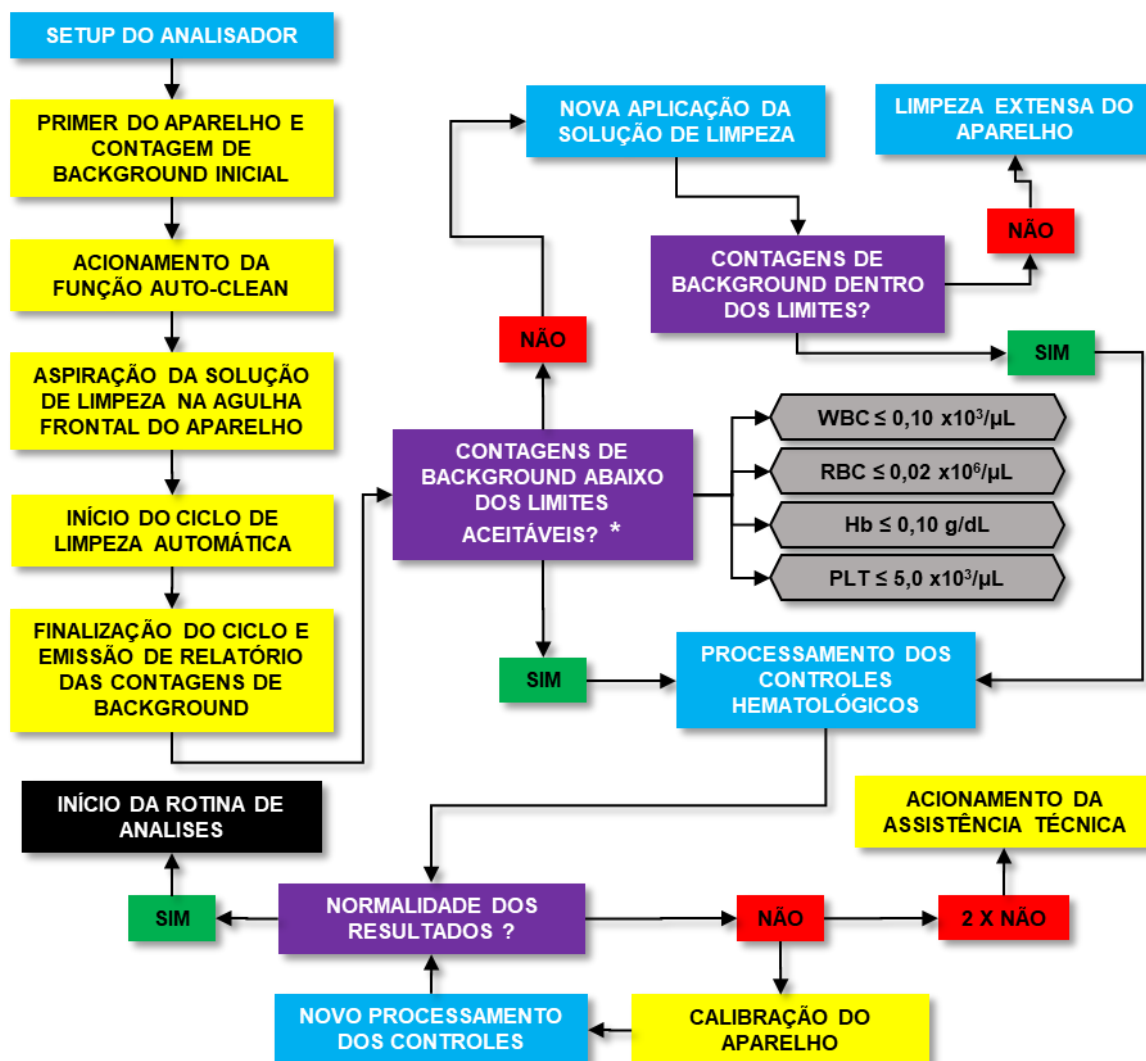 SETUP DO ANALISADOR
PRIMER DO APARELHO E
CONTAGEM DE
BACKGROUND INICIAL
ACIONAMENTO DA
FUNÇÃO AUTO-CLEAN
ASPIRAÇÃO DA SOLUÇÃO
DE LIMPEZA NA AGULHA
FRONTAL DO APARELHO
INÍCIO DO CICLO DE
LIMPEZA AUTOMÁTICA
FINALIZAÇÃO DO CICLO E
EMISSÃO DE RELATÓRIO
DAS CONTAGENS DE
BACKGROUND
NOVA APLICAÇÃO DA
SOLUÇÃO DE LIMPEZA
LIMPEZA EXTENSA DO
APARELHO
NÃO
CONTAGENS DE
BACKGROUND DENTRO
DOS LIMITES?
SIM
NÃO
CONTAGENS DE
BACKGROUND ABAIXO
DOS LIMITES
ACEITÁVEIS? *
WBC ≤ 0,10 x10³/µL
RBC ≤ 0,02 x10⁶/µL
Hb ≤ 0,10 g/dL
PLT ≤ 5,0 x10³/µL
SIM
PROCESSAMENTO DOS
CONTROLES
HEMATOLÓGICOS
INÍCIO DA ROTINA DE
ANALISES
SIM
NORMALIDADE DOS
RESULTADOS ?
NÃO
2 X NÃO
ACIONAMENTO DA
ASSISTÊNCIA TÉCNICA
NOVO PROCESSAMENTO
DOS CONTROLES
CALIBRAÇÃO DO
APARELHO